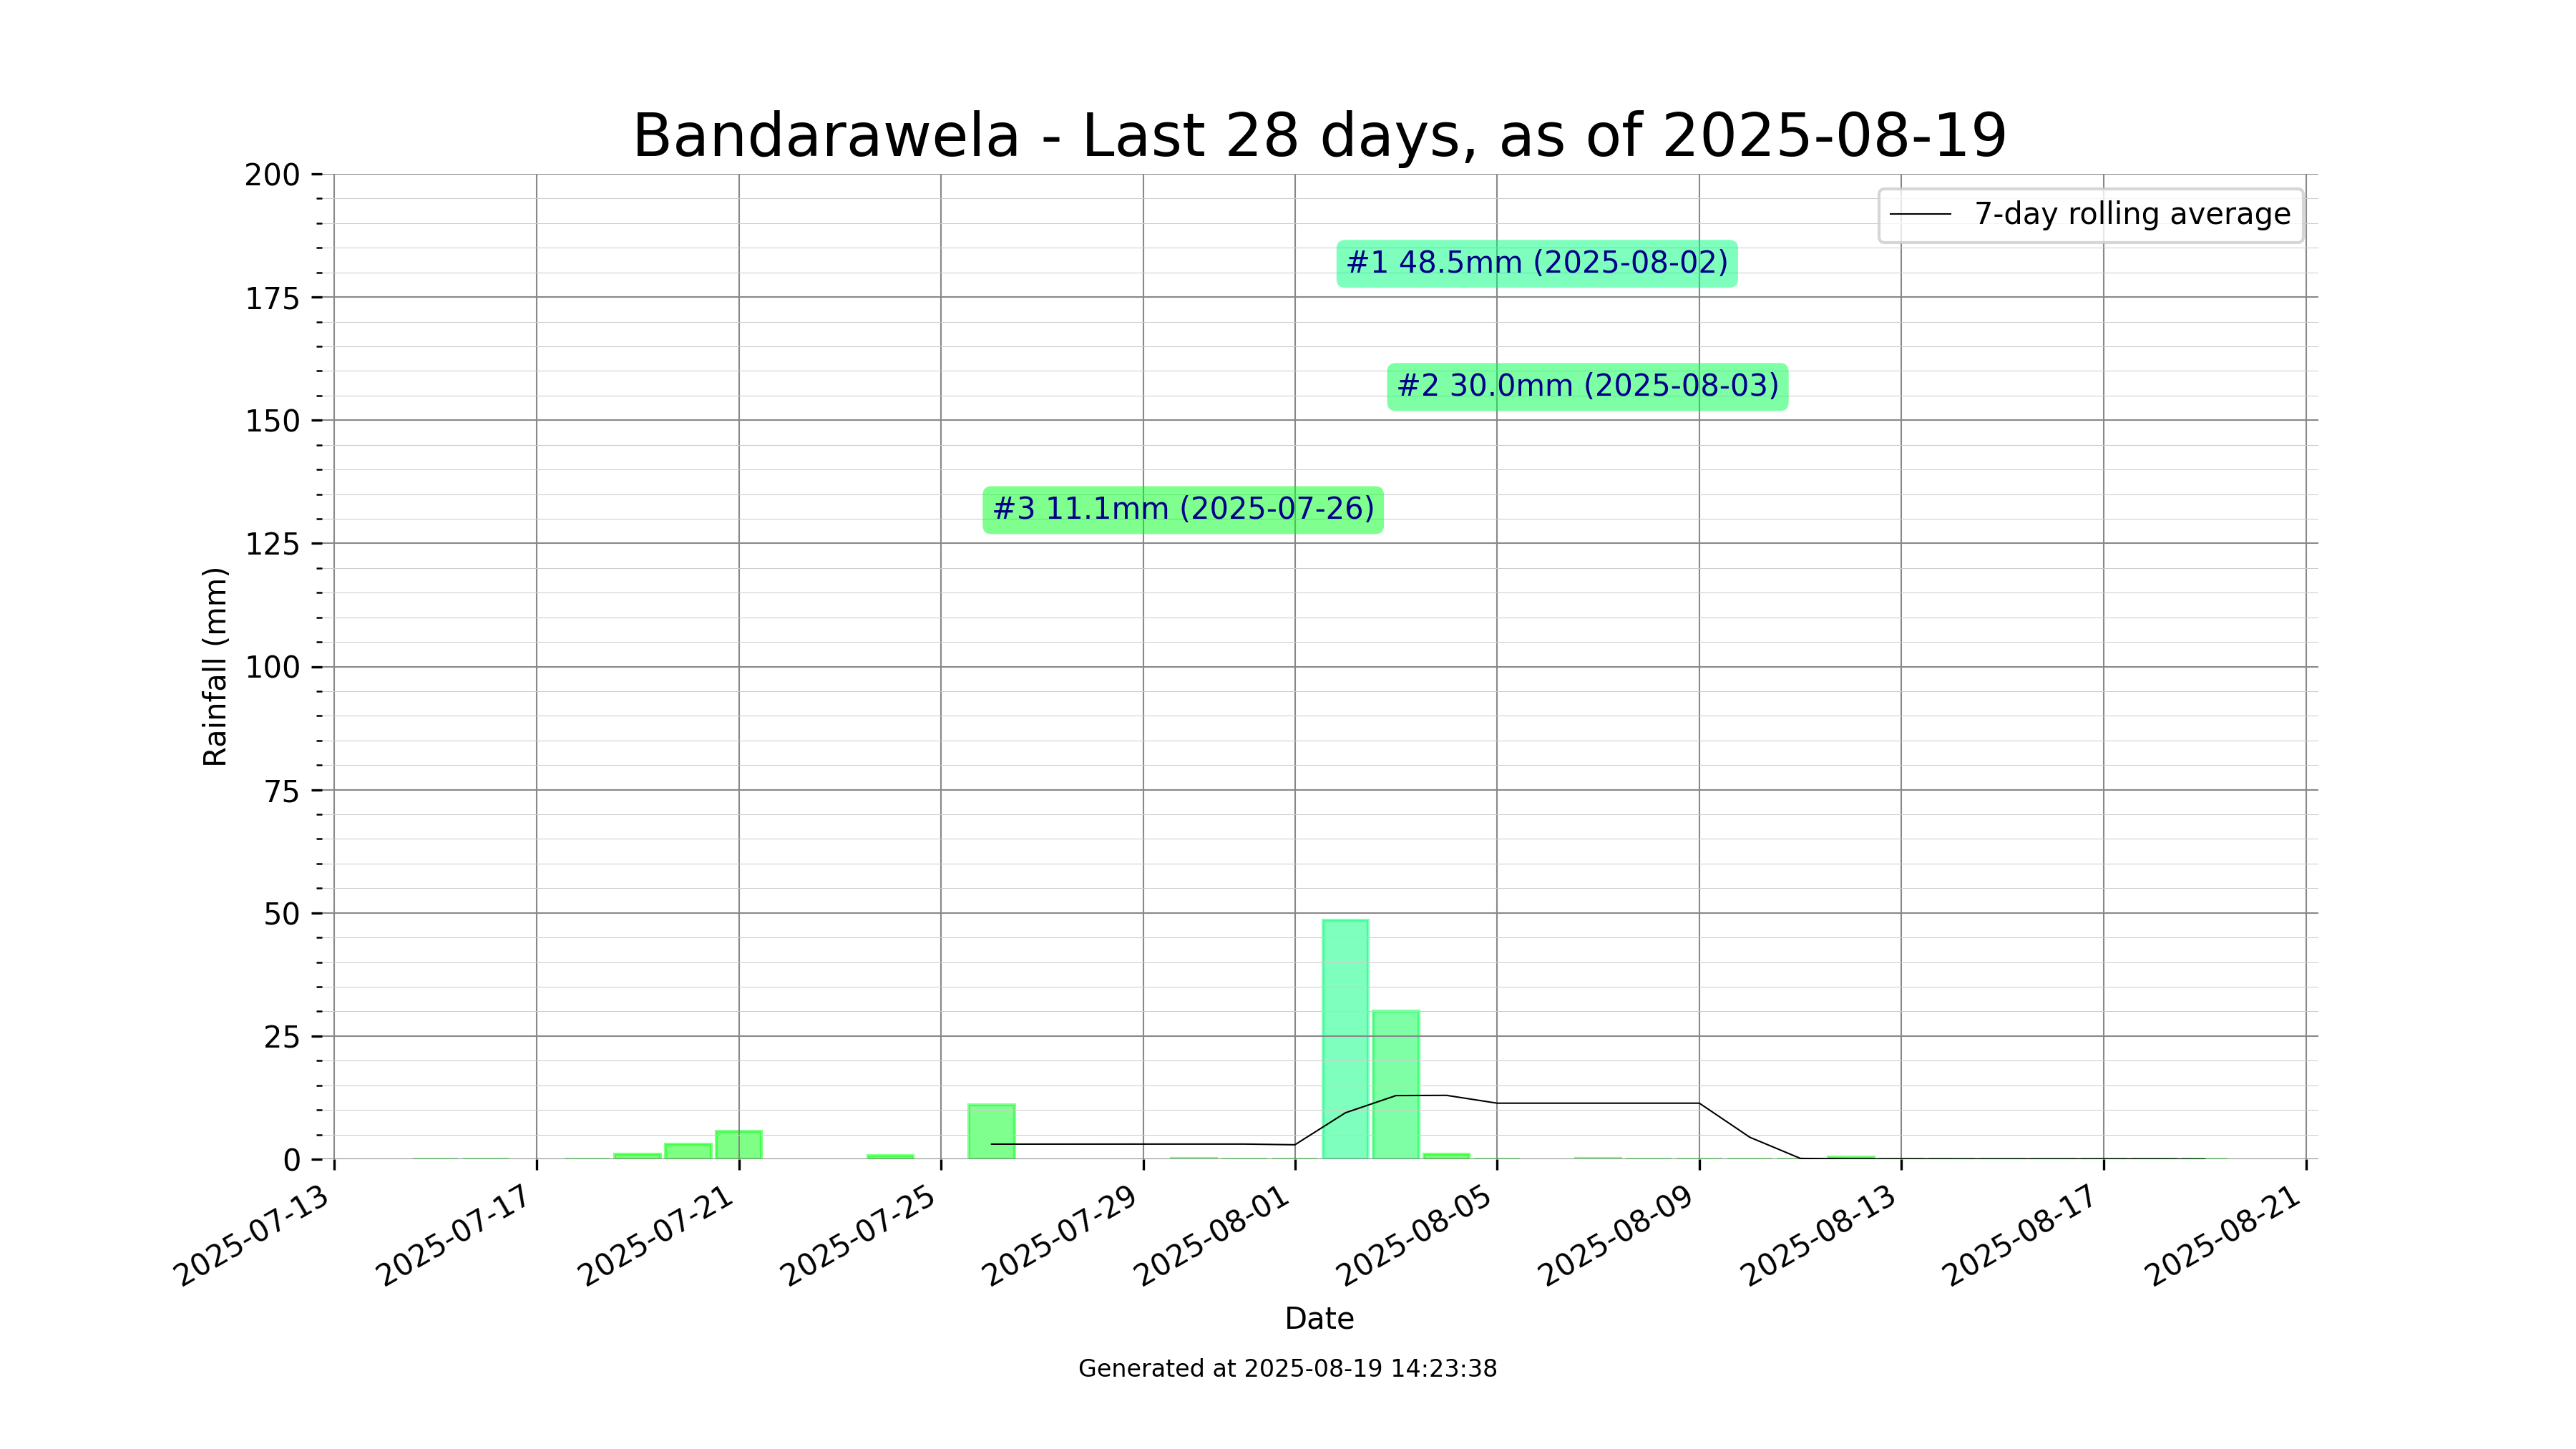 Bandarawela - Last 28 days, as of 2025-08-19
200
175
150
125
100
75
50
25
0
Rainfall (mm)
7-day rolling average
#1 48.5mm (2025-08-02)
#2 30.0mm (2025-08-03)
#3 11.1mm (2025-07-26)
2025-07-13
2025-07-17
2025-07-21
2025-07-25
2025-07-29
2025-08-01
2025-08-05
2025-08-09
2025-08-13
2025-08-17
2025-08-21
Date
Generated at 2025-08-19 14:23:38